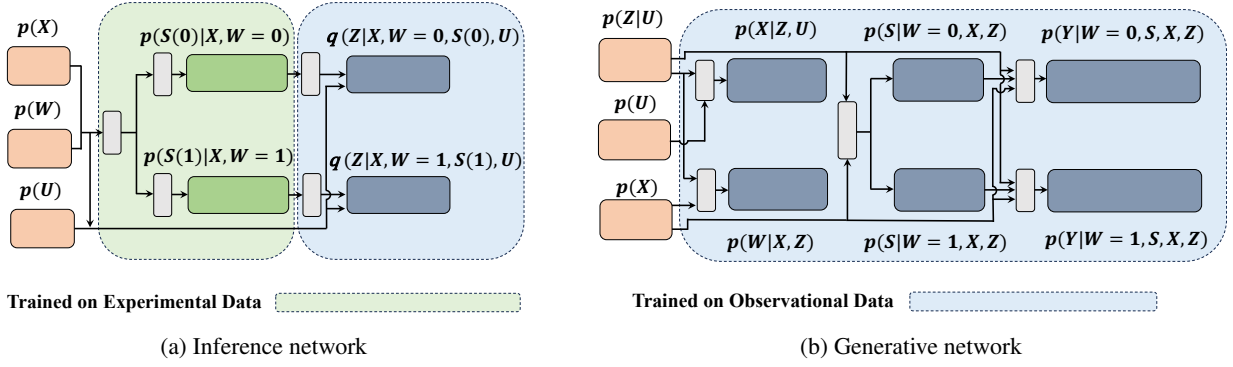 p(X)
p(W)
p(U)
p(S(0)|X, W = 0)
q(Z|X, W = 0, S(0), U)
p(S(1)|X, W = 1)
q(Z|X, W = 1, S(1), U)
Trained on Experimental Data
(a) Inference network
p(Z|U)
p(U)
p(X)
p(X|Z, U)
p(S|W = 0, X, Z)
p(Y|W = 0, S, X, Z)
p(W|X, Z)
p(S|W = 1, X, Z)
p(Y|W = 1, S, X, Z)
Trained on Observational Data
(b) Generative network